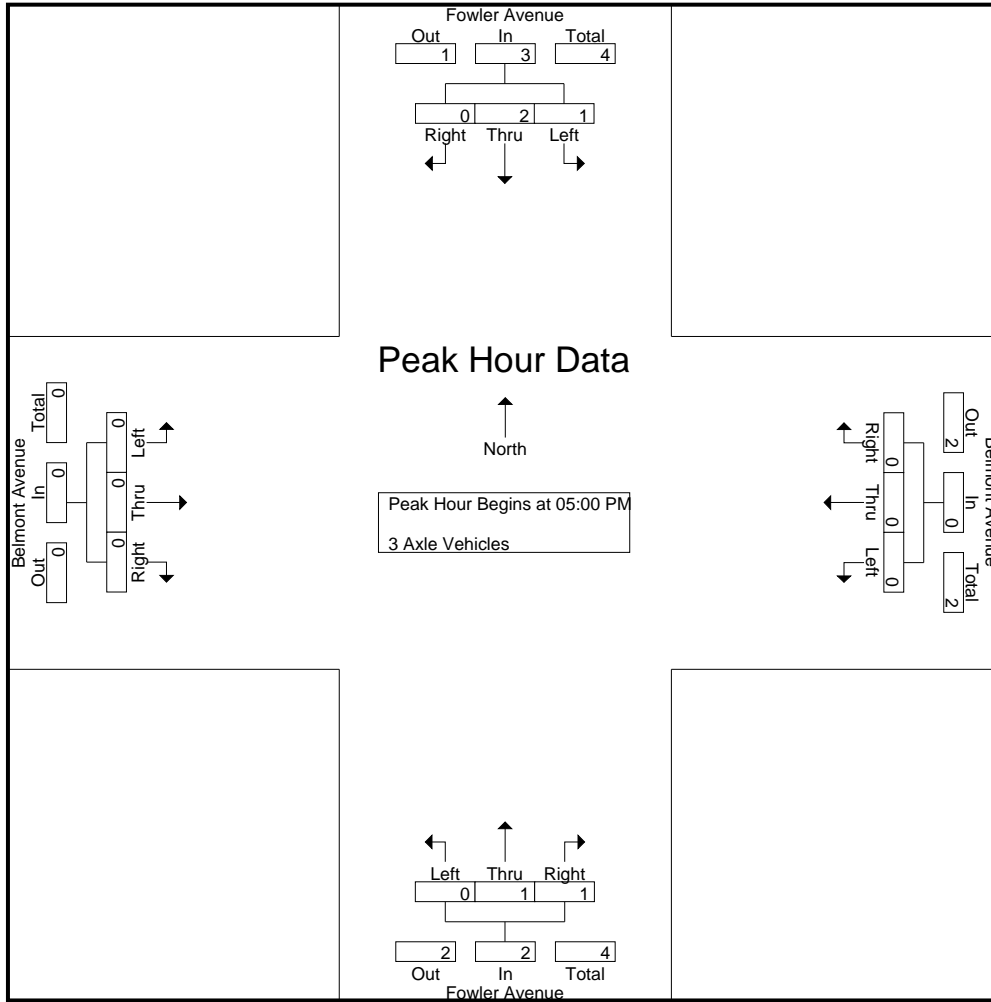 Fowler Avenue
Out In Total
1 3 4
0 2 1
Right Thru Left
Peak Hour Data
North
Peak Hour Begins at 05:00 PM
3 Axle Vehicles
Belmont Avenue
Total In Out
0 0 0
0 0 0
Left Thru Right
Right Thru Left
0 0 0
2 0 2
Out In Total
Belmont Avenue
Left Thru Right
0 1 1
2 2 4
Out In Total
Fowler Avenue